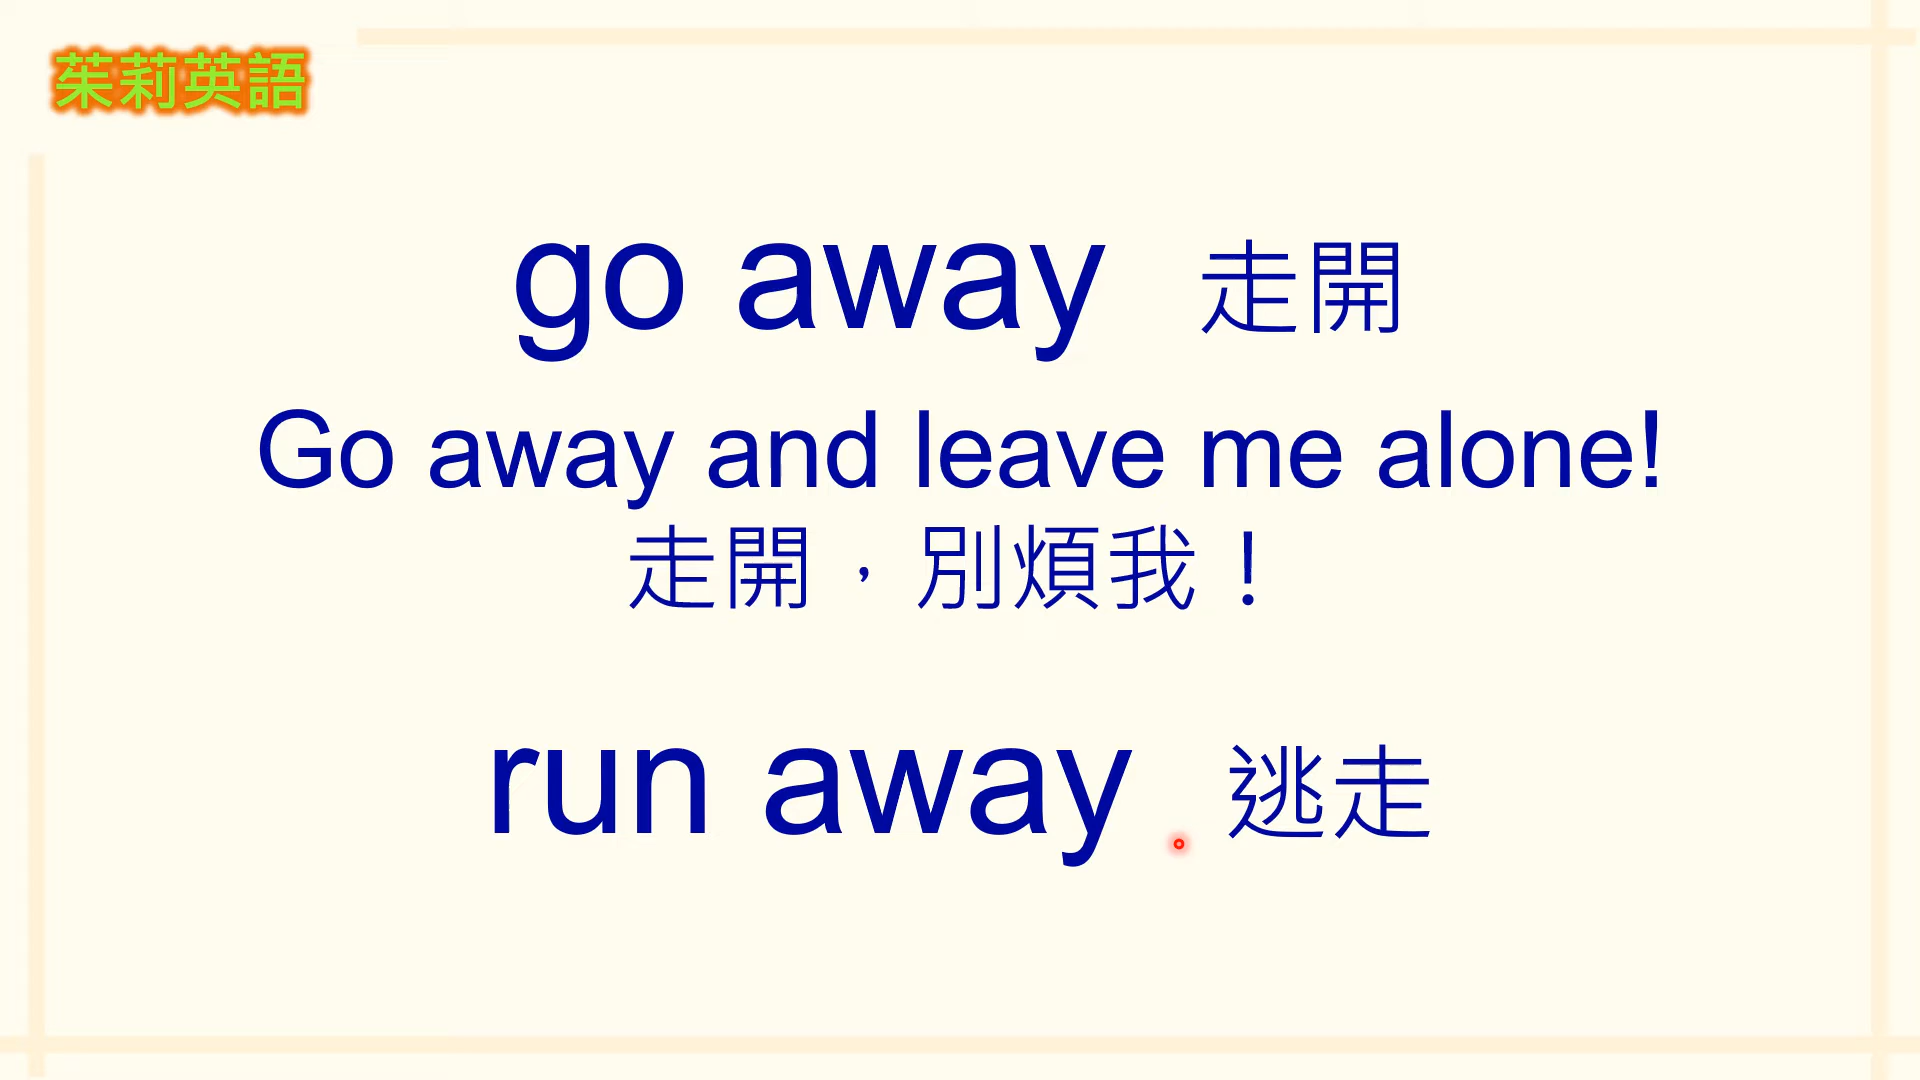 茱莉英語
go away 走開
Go away and leave me alone!
走開，別煩我！
run away 逃走